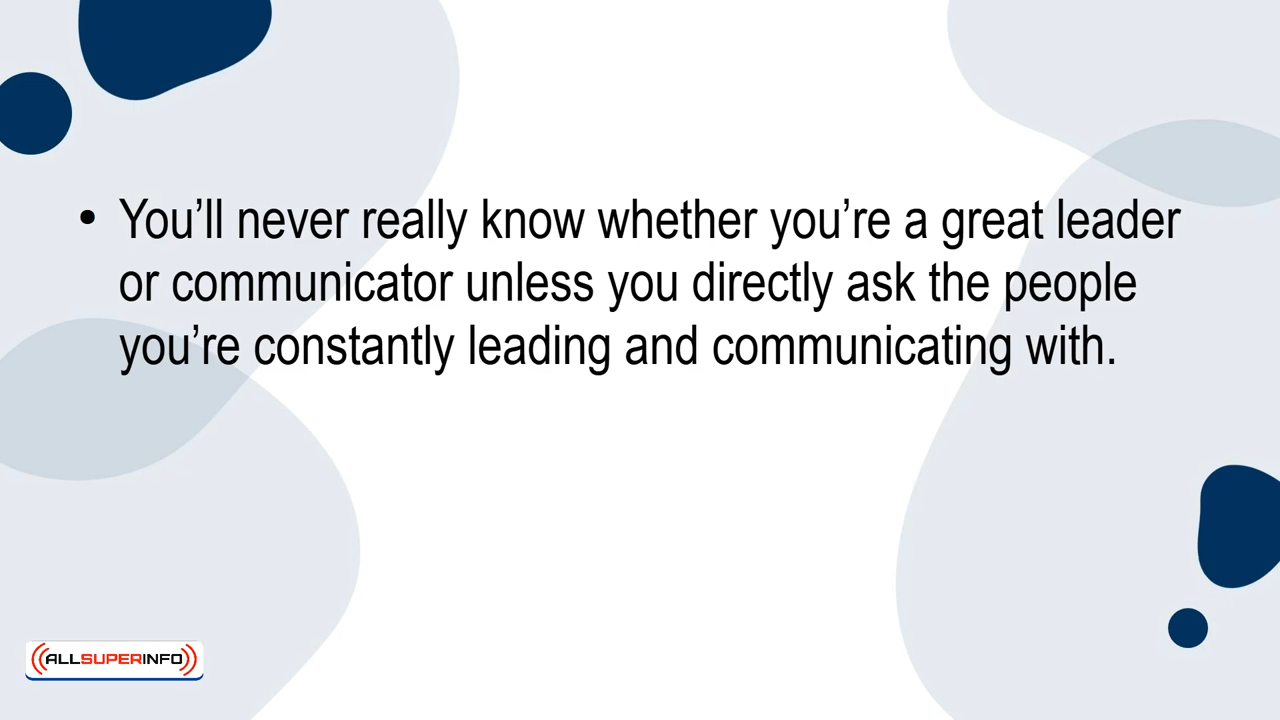 • You’ll never really know whether you’re a great leader
or communicator unless you directly ask the people
you’re constantly leading and communicating with.
ALLSUPERINFO